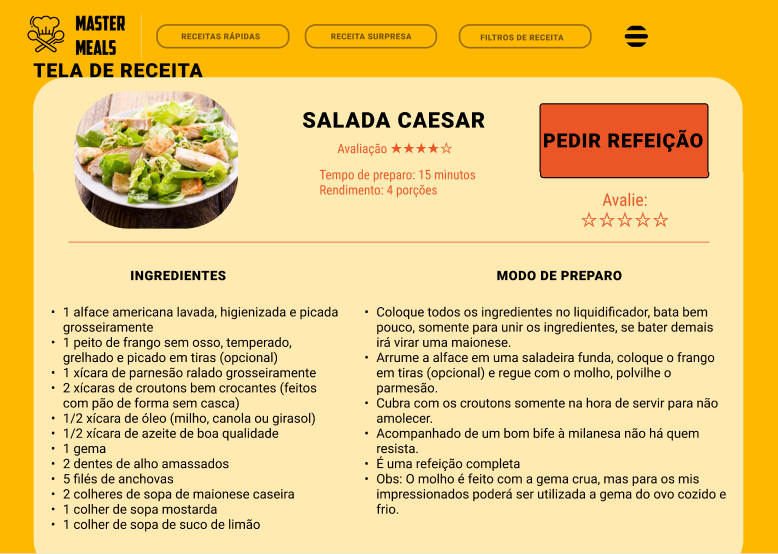 MASTER
MEALS
RECEITAS RÁPIDAS
RECEITA SURPRESA
FILTROS DE RECEITA
TELA DE RECEITA
SALADA CAESAR
Avaliação ★★★★☆
Tempo de preparo: 15 minutos
Rendimento: 4 porções
PEDIR REFEIÇÃO
Avalie:
☆☆☆☆☆
INGREDIENTES
• 1 alface americana lavada, higienizada e picada
grosseiramente
• 1 peito de frango sem osso, temperado,
grelhado e picado em tiras (opcional)
• 1 xícara de parmesão ralado grosseiramente
• 2 xícaras de croutons bem crocantes (feitos
com pão de forma sem casca)
• 1/2 xícara de óleo (milho, canola ou girasol)
• 1/2 xícara de azeite de boa qualidade
• 1 gema
• 2 dentes de alho amassados
• 5 filés de anchovas
• 2 colheres de sopa de maionese caseira
• 1 colher de sopa mostarda
• 1 colher de sopa de suco de limão
MODO DE PREPARO
• Coloque todos os ingredientes no liquidificador, bata bem
pouco, somente para unir os ingredientes, se bater demais
irá virar uma maionese.
• Arrume a alface em uma saladeira funda, coloque o frango
em tiras (opcional) e regue com o molho, polvilhe o
parmesão.
• Cubra com os croutons somente na hora de servir para não
amolecer.
• Acompanhado de um bom bife à milanesa não há quem
resista.
• É uma refeição completa
• Obs: O molho é feito com a gema crua, mas para os mis
impressionados poderá ser utilizada a gema do ovo cozido e
frio.